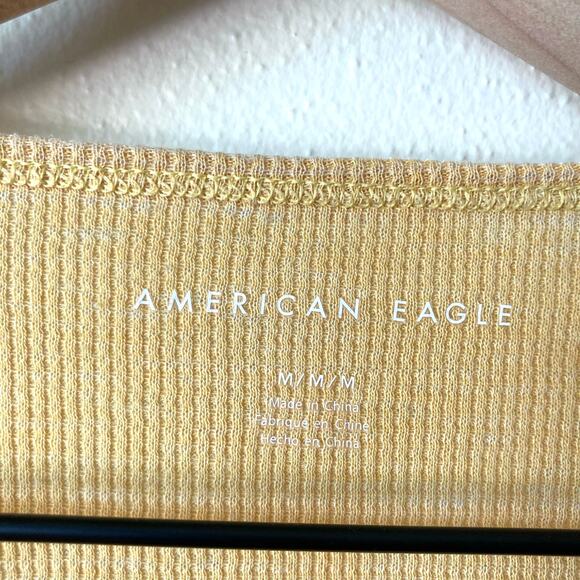 AMERICAN EAGLE
M/M/M
Made in China
Fabriqué en Chine
Hecho en China